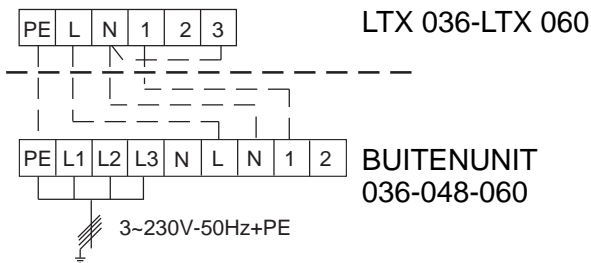 PE L N 1 2 3
LTX 036-LTX 060
PE L1 L2 L3 N L N 1 2
BUITENUNIT
036-048-060
3~230V-50Hz+PE